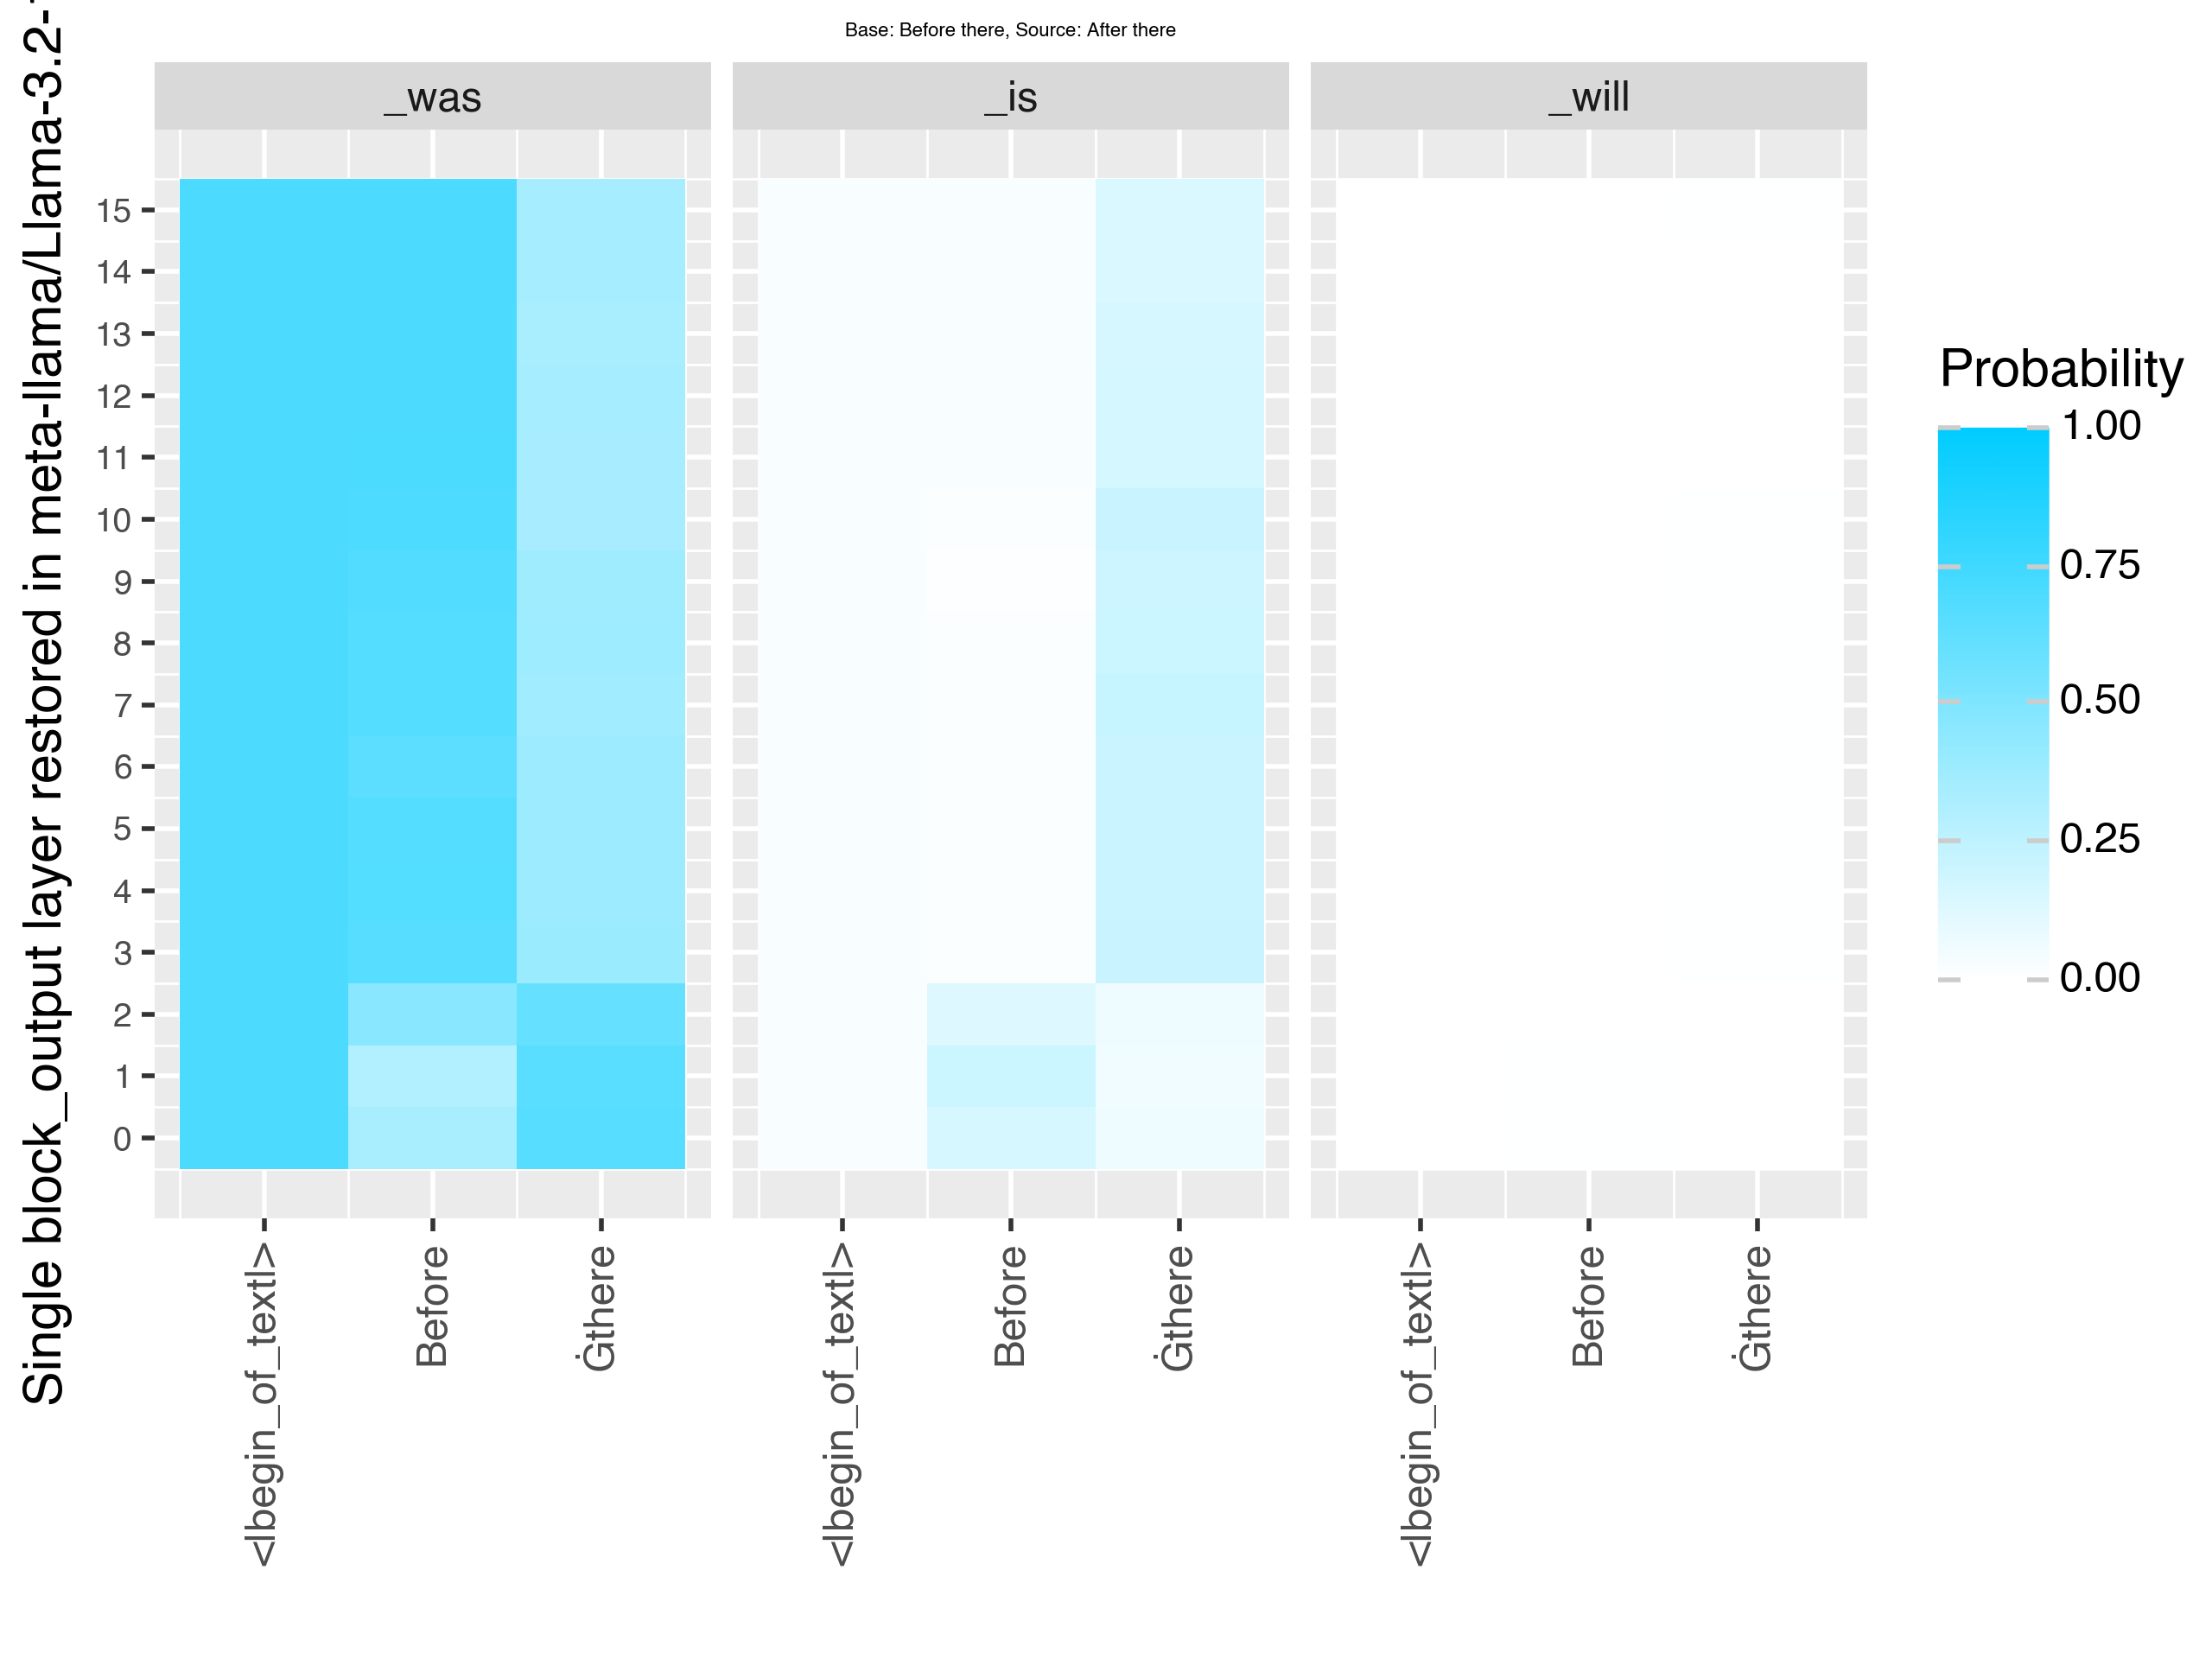 Base: Before there, Source: After there
_was
_is
_will
Single block_output layer restored in meta-llama/Llama-3.2-
15
14
13
12
11
10
9
8
7
6
5
4
3
2
1
0
<|begin_of_text|>
Before
Ġthere
<|begin_of_text|>
Before
Ġthere
<|begin_of_text|>
Before
Ġthere
Probability
1.00
0.75
0.50
0.25
0.00